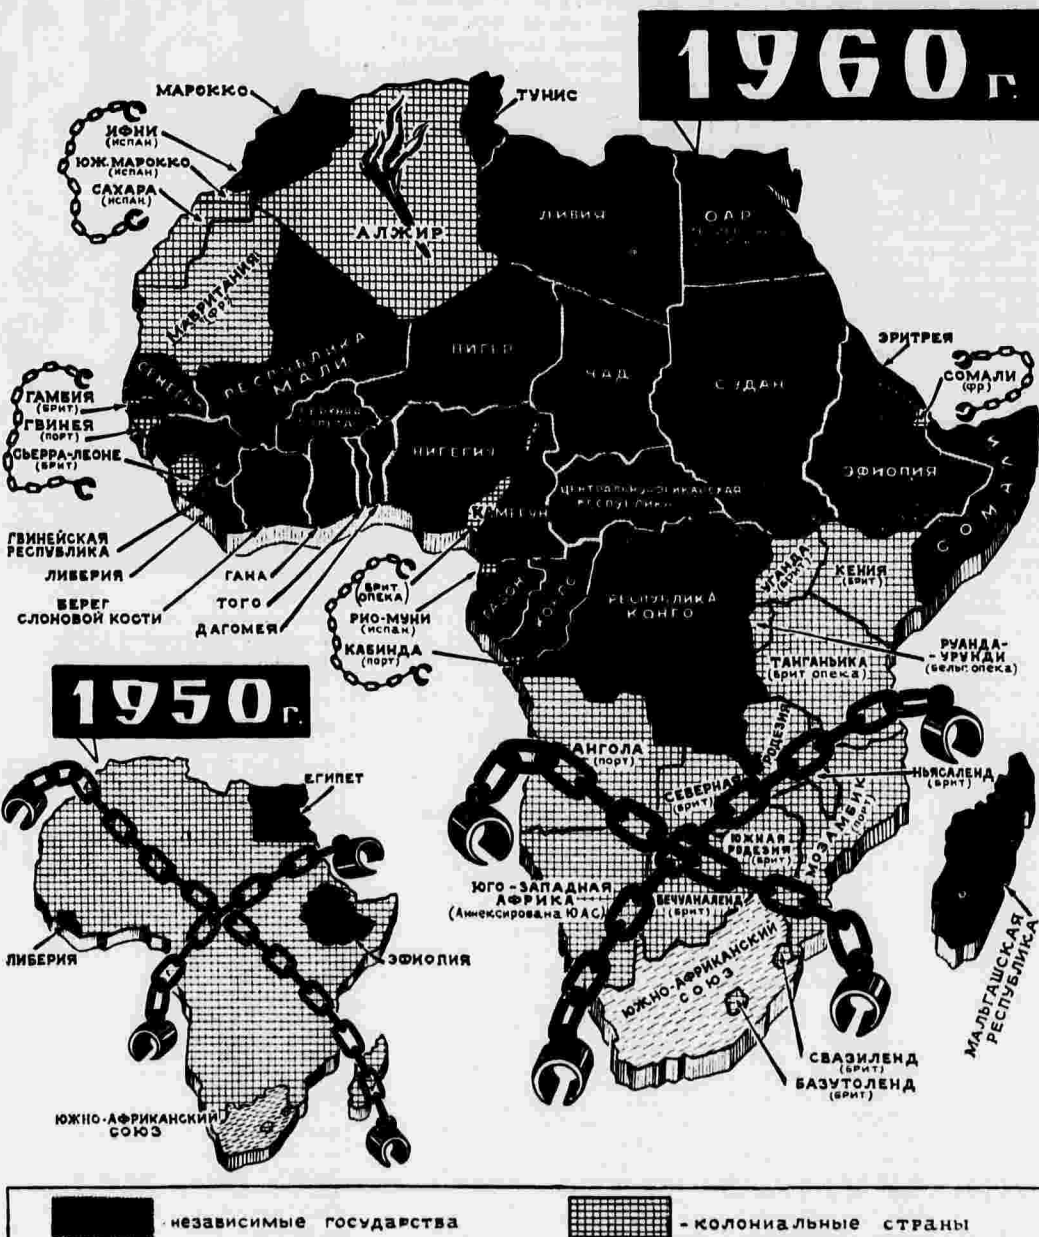 1960 г.
МАРОККО
ТУНИС
ИФНИ
(ИСПАН)
ЮЖ. МАРОККО
(ИСПАН)
САХАРА
(ИСПАН)
АЛЖИР
ЛИВИЯ
ОАР
МАВРИТАНИЯ
(ФР)
ЭРИТРЕЯ
СОМАЛИ
(ФР)
РЕСПУБЛИКА
МАЛИ
НИГЕР
ЧАД
СУДАН
ГАМБИЯ
(БРИТ)
ГВИНЕЯ
(ПОРТ)
СЬЕРРА-ЛЕОНЕ
(БРИТ)
НИГЕРИЯ
ЭФИОПИЯ
СОМАЛИ
ЦЕНТРАЛЬНОАФРИКАНСКАЯ
РЕСПУБЛИКА
КАМЕРУН
ГВИНЕЙСКАЯ
РЕСПУБЛИКА
ЛИБЕРИЯ
БЕРЕГ
СЛОНОВОЙ КОСТИ
ГАНА
ТОГО
ДАГОМЕЯ
БРИТ
ОПЕКА)
РИО-МУНИ
(ИСПАН)
КАБИНДА
(ПОРТ)
ГАБОН
КОНГО
РЕСПУБЛИКА
КОНГО
УГАНДА
(БРИТ)
КЕНИЯ
(БРИТ)
РУАНДА-
-УРУНДИ
(БЕЛЬГ. ОПЕКА)
ТАНГАНЬИКА
(БРИТ ОПЕКА)
АНГОЛА
(ПОРТ)
СЕВЕРНАЯ РОДЕЗИЯ
(БРИТ)
НЬЯСАЛЕНД
(БРИТ)
МОЗАМБИК
(ПОРТ)
ЮЖНАЯ
РОДЕЗИЯ
(БРИТ)
ЮГО-ЗАПАДНАЯ
АФРИКА
(Аннексирована ЮАС)
БЕЧУАНАЛЕНД
(БРИТ)
ЮЖНО-АФРИКАНСКИЙ
СОЮЗ
МАЛЬГАШСКАЯ
РЕСПУБЛИКА
СВАЗИЛЕНД
(БРИТ)
БАЗУТОЛЕНД
(БРИТ)
1950 г.
ЕГИПЕТ
ЛИБЕРИЯ
ЭФИОПИЯ
ЮЖНО-АФРИКАНСКИЙ
СОЮЗ
- независимые государства
- колониальные страны